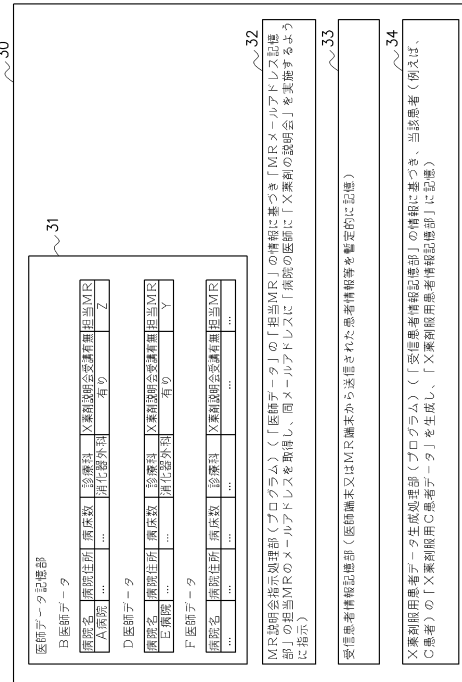 30
31
医師データ記憶部
B医師データ
病院名 病院住所 病床数 診療科 X薬剤説明会受講有無 担当MR
A病院 ... ... 消化器外科 有り Z
D医師データ
病院名 病院住所 病床数 診療科 X薬剤説明会受講有無 担当MR
E病院 ... ... 消化器外科 有り Y
F医師データ
病院名 病院住所 病床数 診療科 X薬剤説明会受講有無 担当MR
... ... ... ... ... ...
32
MR説明会指示処理部（プログラム）（「医師データ」の「担当MR」の情報に基づき「MRメールアドレス記憶
部」の担当MRのメールアドレスを取得し、同メールアドレスに「病院の医師に「X薬剤の説明会」を実施するよう
に指示）
33
受信患者情報記憶部（医師端末又はMR端末から送信された患者情報等を暫定的に記憶）
34
X薬剤服用患者データ生成処理部（プログラム）（「受信患者情報記憶部」の情報に基づき、当該患者（例えば、
C患者）の「X薬剤服用C患者データ」を生成し、「X薬剤服用患者情報記憶部」に記憶）